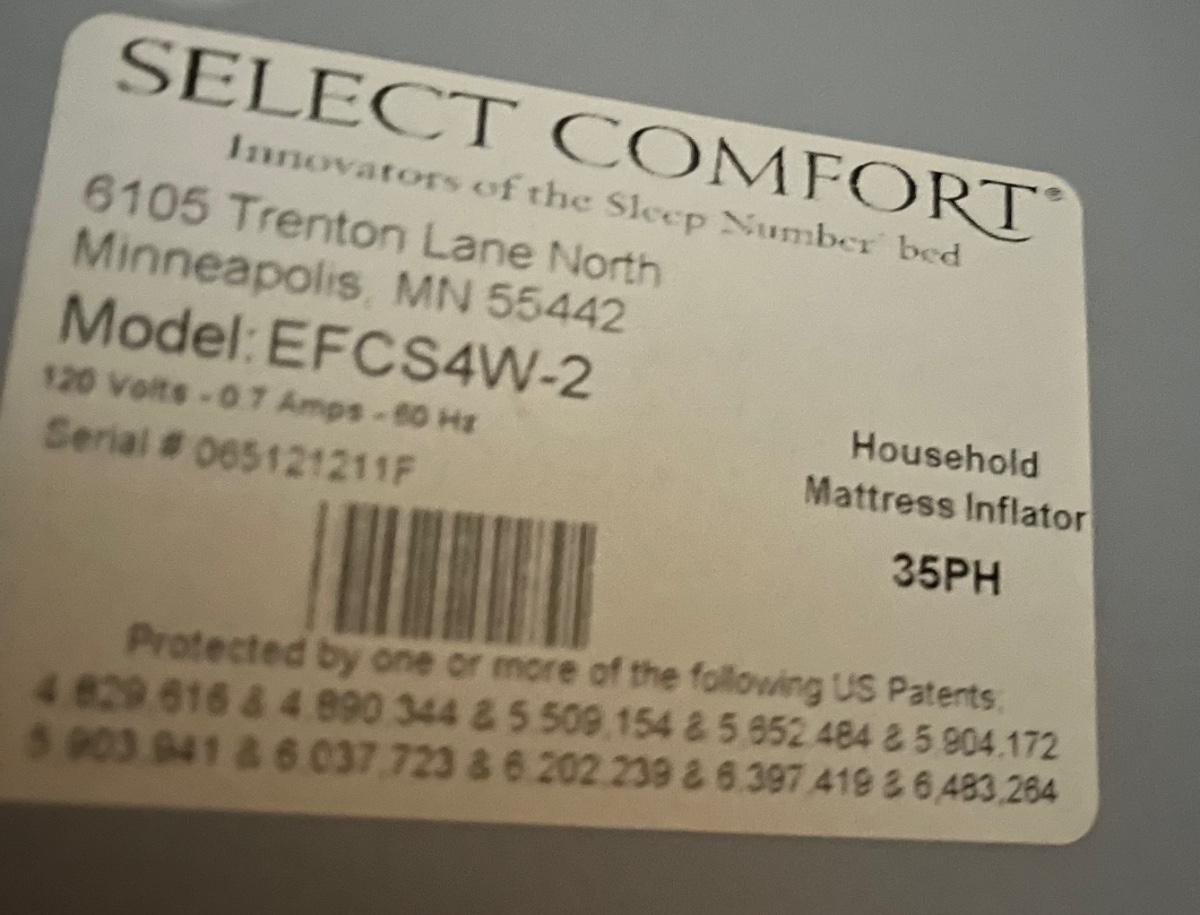 SELECT COMFORT®
Innovators of the Sleep Number® bed
6105 Trenton Lane North
Minneapolis, MN 55442
Model: EFCS4W-2
120 Volts - 0.7 Amps - 60 Hz
Serial # 065121211F
Household
Mattress Inflator
35PH
Protected by one or more of the following US Patents;
4,829,616 & 4,890,344 & 5,509,154 & 5,652,484 & 5,904,172
5,903,941 & 6,037,723 & 6,202,239 & 6,397,419 & 6,483,264